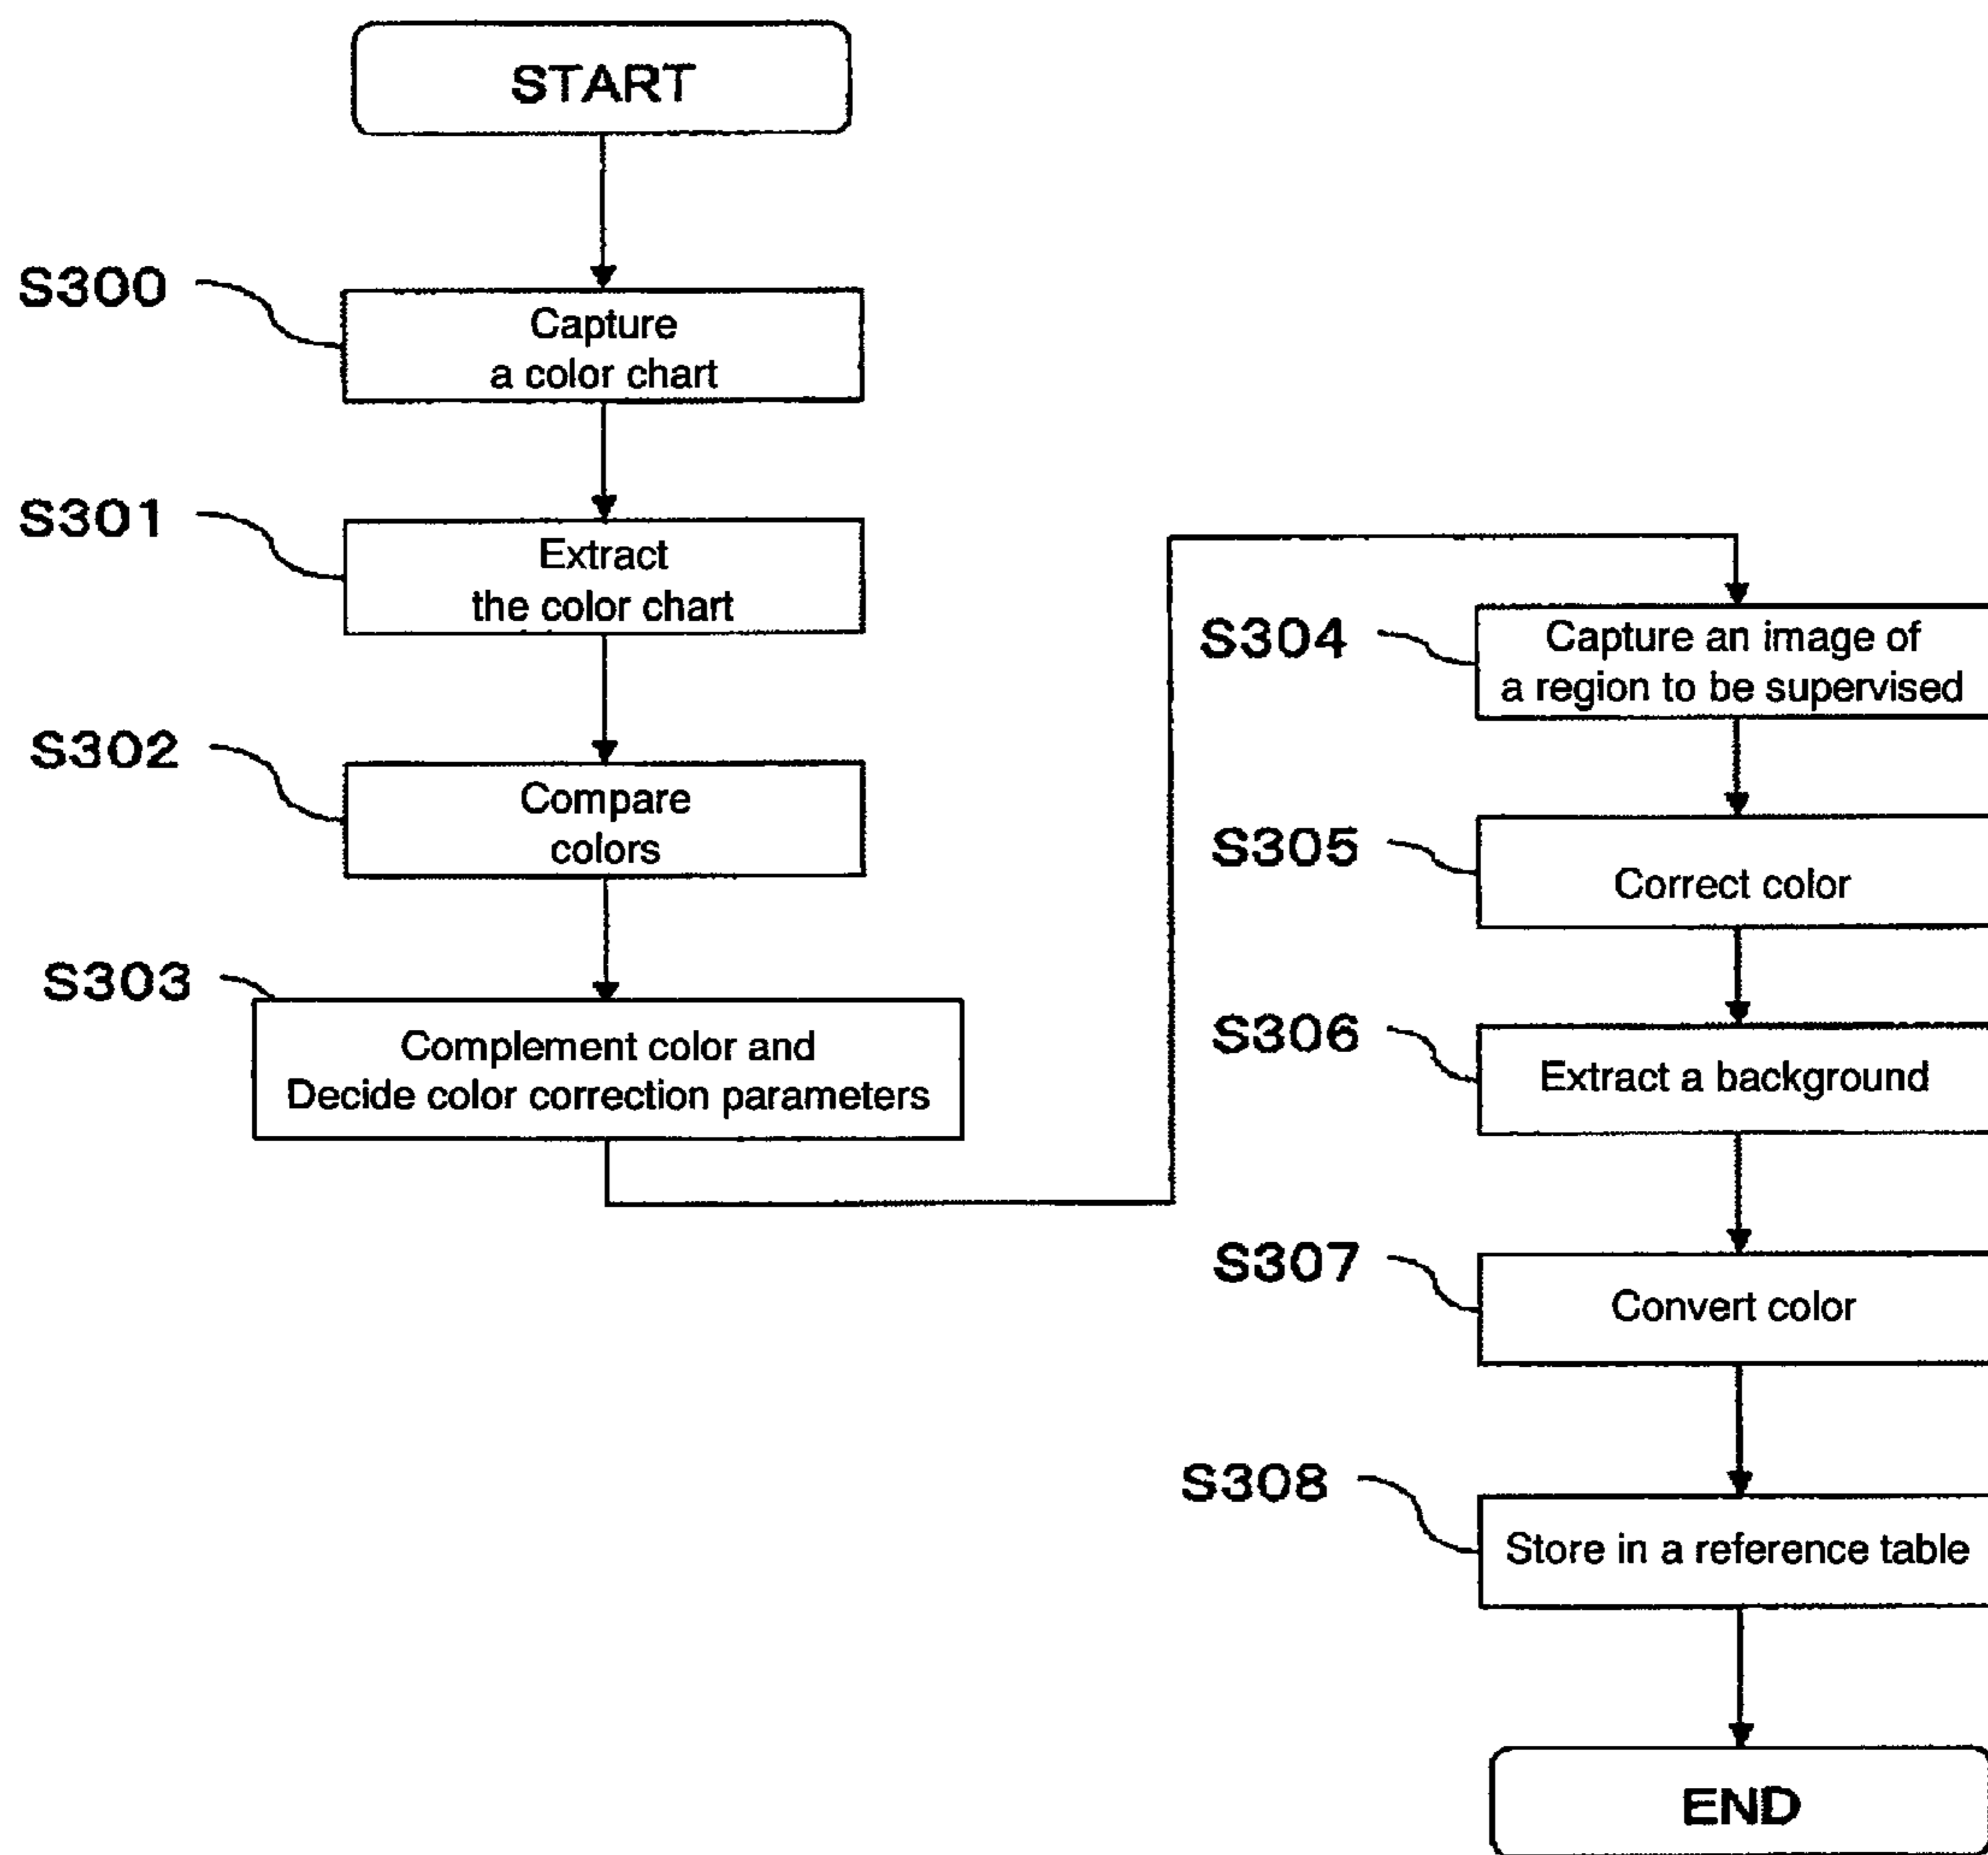 START
S300
Capture
a color chart
S301
Extract
the color chart
S302
Compare
colors
S303
Complement color and
Decide color correction parameters
S304
Capture an image of
a region to be supervised
S305
Correct color
S306
Extract a background
S307
Convert color
S308
Store in a reference table
END